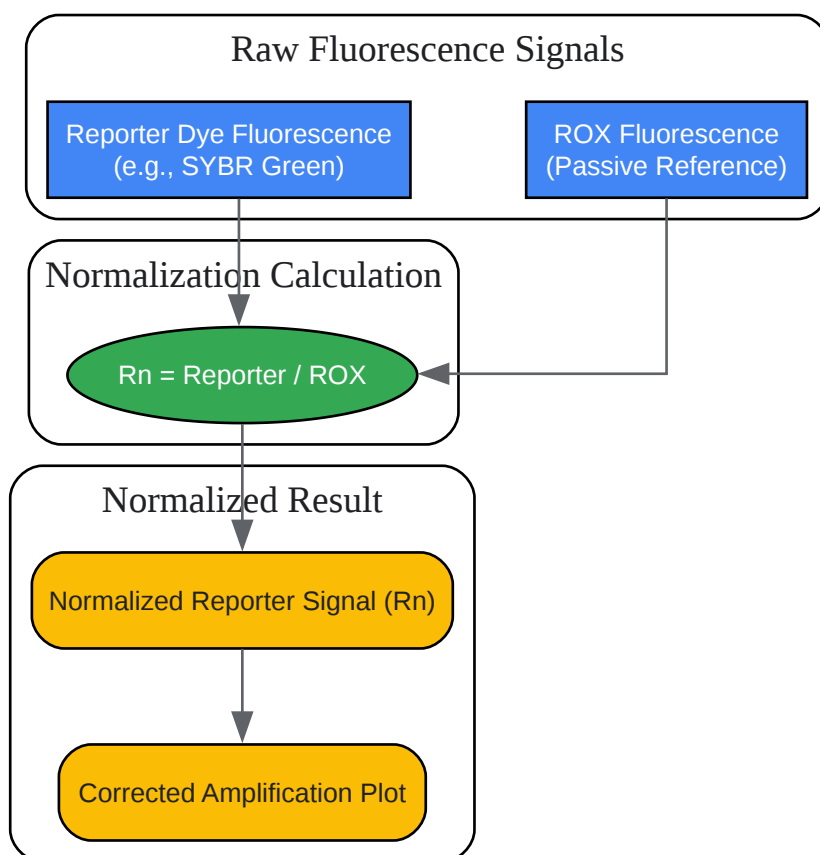 Raw Fluorescence Signals
Reporter Dye Fluorescence
(e.g., SYBR Green)
ROX Fluorescence
(Passive Reference)
Normalization Calculation
Rn = Reporter / ROX
Normalized Result
Normalized Reporter Signal (Rn)
Corrected Amplification Plot